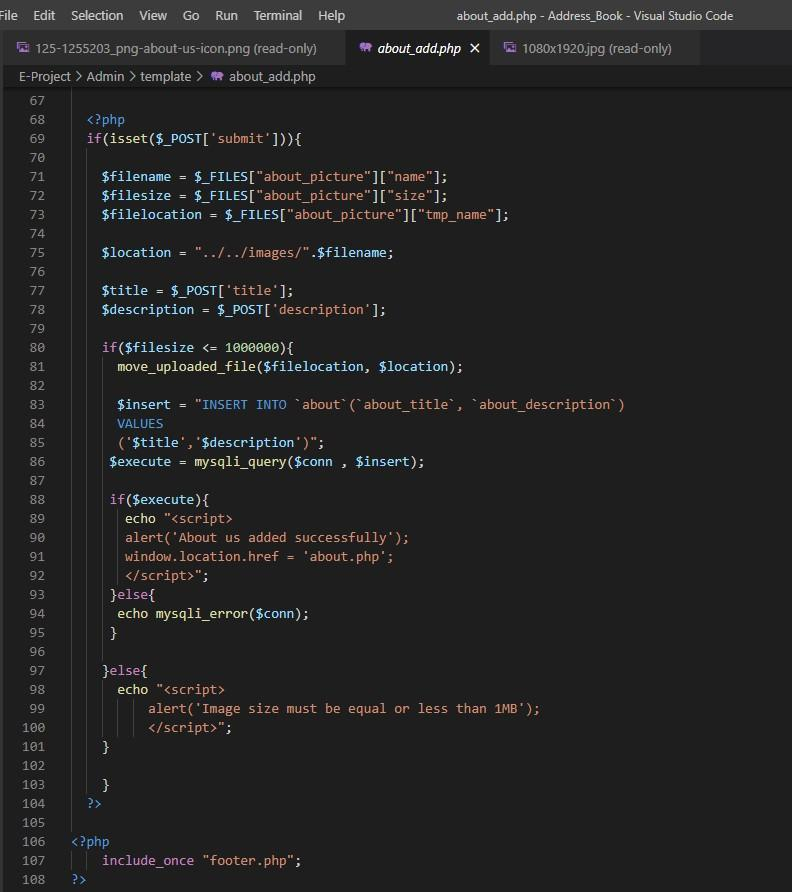 File Edit Selection View Go Run Terminal Help about_add.php - Address_Book - Visual Studio Code
125-1255203_png-about-us-icon.png (read-only) about_add.php × 1080x1920.jpg (read-only)
E-Project > Admin > template > about_add.php
67
68 <?php
69 if(isset($_POST['submit'])){
70
71 $filename = $_FILES["about_picture"]["name"];
72 $filesize = $_FILES["about_picture"]["size"];
73 $filelocation = $_FILES["about_picture"]["tmp_name"];
74
75 $location = "../../images/".$filename;
76
77 $title = $_POST['title'];
78 $description = $_POST['description'];
79
80 if($filesize <= 1000000){
81 move_uploaded_file($filelocation, $location);
82
83 $insert = "INSERT INTO `about`(`about_title`, `about_description`)
84 VALUES
85 ('$title','$description')";
86 $execute = mysqli_query($conn , $insert);
87
88 if($execute){
89 echo "<script>
90 alert('About us added successfully');
91 window.location.href = 'about.php';
92 </script>";
93 }else{
94 echo mysqli_error($conn);
95 }
96
97 }else{
98 echo "<script>
99 alert('Image size must be equal or less than 1MB');
100 </script>";
101 }
102
103 }
104 ?>
105
106 <?php
107 include_once "footer.php";
108 ?>